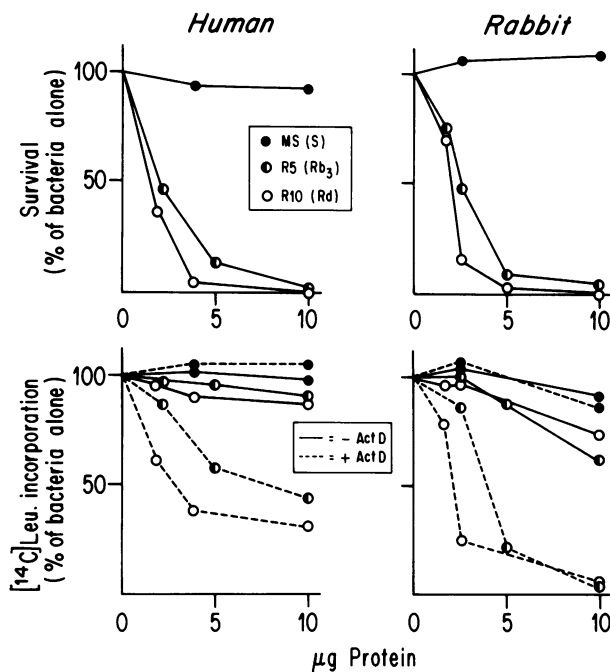 Human
Rabbit
Survival
(% of bacteria alone)
100
50
MS (S)
R5 (Rb3)
R10 (Rd)
0 5 10
0 5 10
[14C]Leu. incorporation
(% of bacteria alone)
100
50
= - Act D
= + Act D
0 5 10
0 5 10
μg Protein